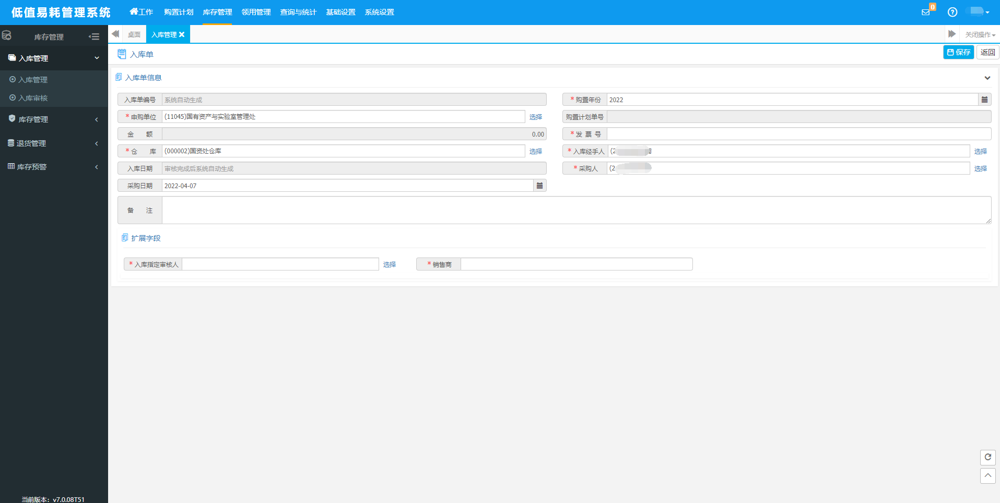 低值易耗管理系统
工作 购置计划 库存管理 领用管理 查询与统计 基础设置 系统设置
0
库存管理
桌面 入库管理 关闭操作
入库管理
入库管理
入库审核
库存管理
退货管理
库存预警
当前版本：v7.0.08T51
入库单
保存 返回
入库单信息
入库单编号 系统自动生成
* 购置年份 2022
* 申购单位 (11045)国有资产与实验室管理处 选择
购置计划单号
金 额 0.00
* 发 票 号
* 仓 库 (000002)国资处仓库 选择
* 入库经手人 (2 选择
入库日期 审核完成后系统自动生成
* 采购人 (2 选择
采购日期 2022-04-07
备 注
扩展字段
* 入库指定审核人 选择
* 销售商